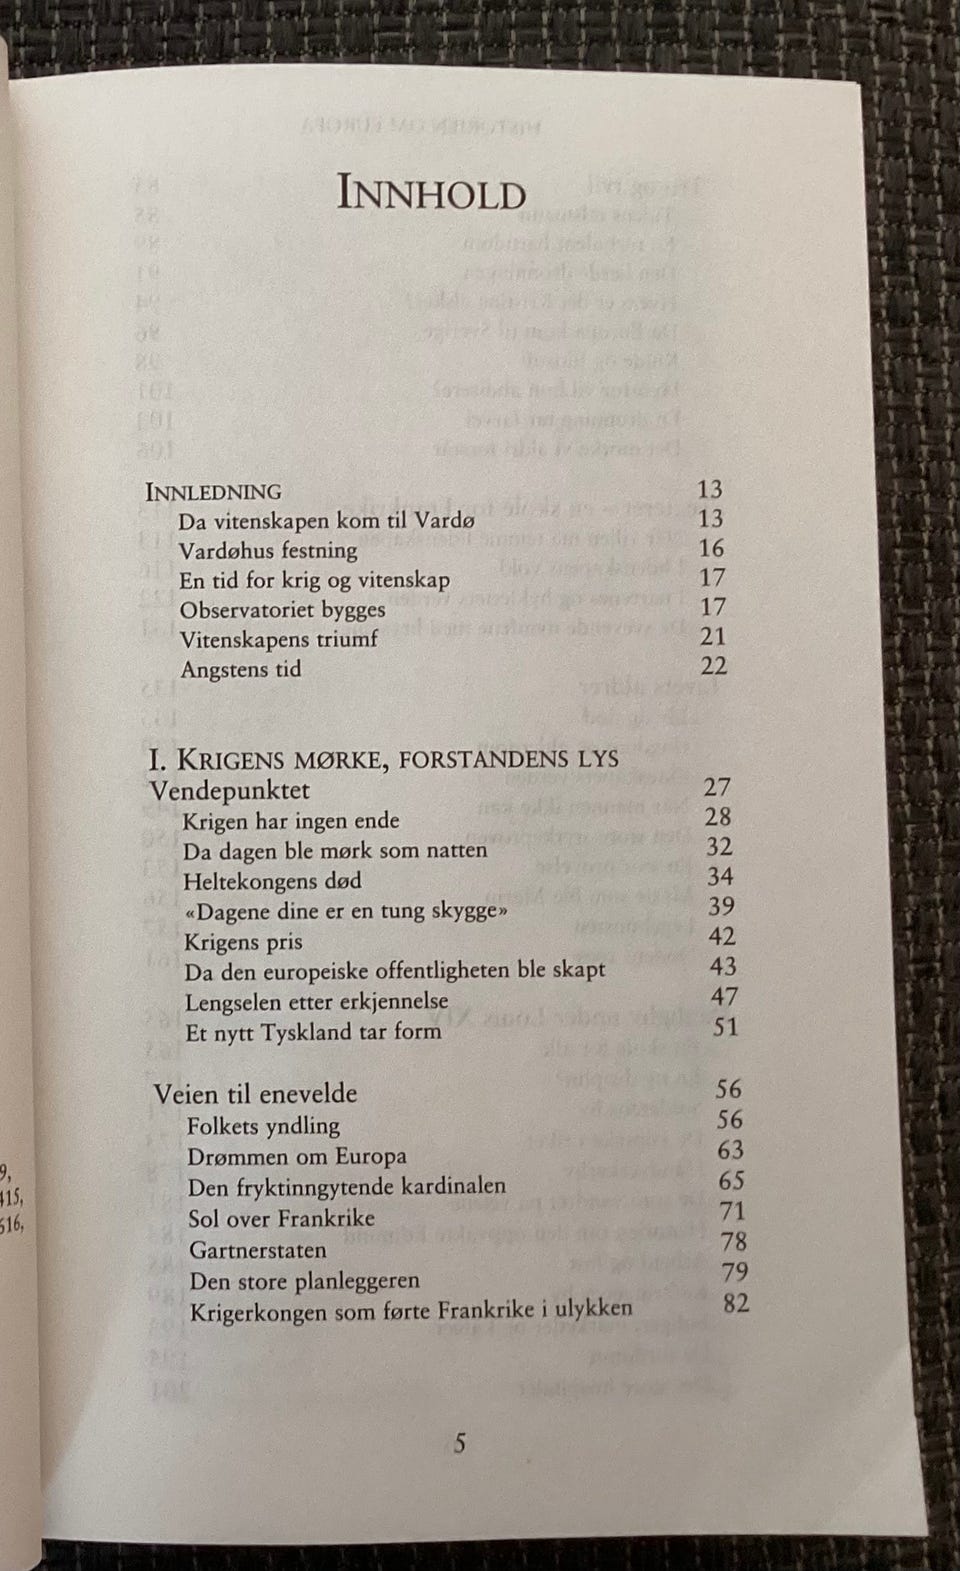 INNHOLD
INNLEDNING 13
Da vitenskapen kom til Vardø 13
Vardøhus festning 16
En tid for krig og vitenskap 17
Observatoriet bygges 17
Vitenskapens triumf 21
Angstens tid 22
I. KRIGENS MØRKE, FORSTANDENS LYS
Vendepunktet 27
Krigen har ingen ende 28
Da dagen ble mørk som natten 32
Heltekongens død 34
«Dagene dine er en tung skygge» 39
Krigens pris 42
Da den europeiske offentligheten ble skapt 43
Lengselen etter erkjennelse 47
Et nytt Tyskland tar form 51
Veien til enevelde 56
Folkets yndling 56
Drømmen om Europa 63
Den fryktinngytende kardinalen 65
Sol over Frankrike 71
Gartnerstaten 78
Den store planleggeren 79
Krigerkongen som førte Frankrike i ulykken 82
5
9,
415,
616,